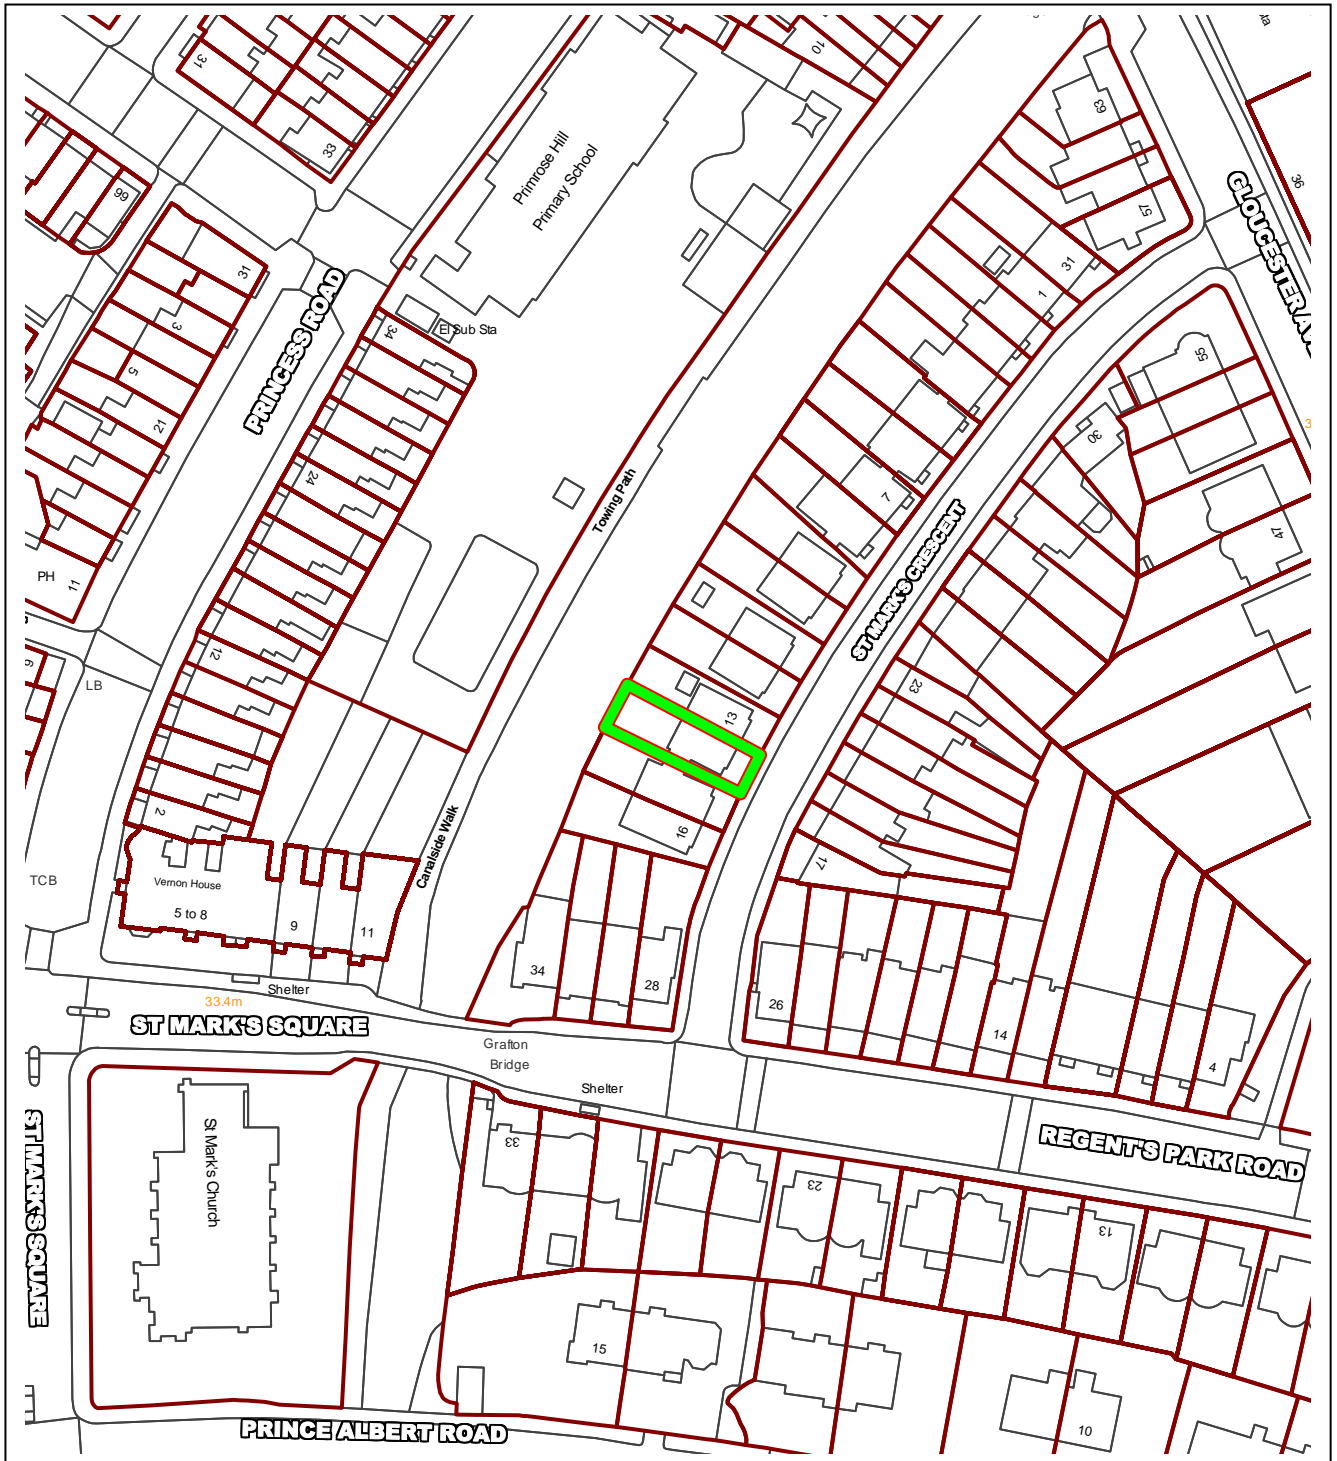 10
31
63
33
Primrose Hill
Primary School
36
99
57
GLOUCESTER AV
31
31
1
3
PRINCESS ROAD
34
El Sub Sta
55
5
21
30
24
7
Towing Path
47
ST MARK'S CRESCENT
PH
11
12
9
LB
23
13
2
16
Canalside Walk
17
TCB
Vernon House
5 to 8
9
11
34
28
26
14
4
Shelter
33.4m
ST MARK'S SQUARE
Grafton
Bridge
Shelter
ST MARK'S SQUARE
St Mark's Church
33
REGENT'S PARK ROAD
23
13
15
10
PRINCE ALBERT ROAD